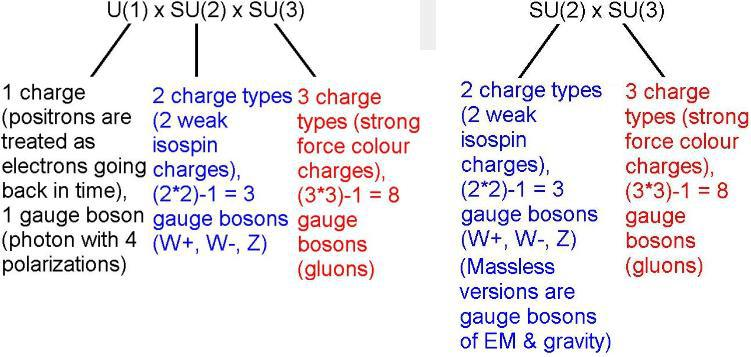 U(1) x SU(2) x SU(3)
1 charge
(positrons are
treated as
electrons going
back in time),
1 gauge boson
(photon with 4
polarizations)
2 charge types
(2 weak
isospin
charges),
(2*2)-1 = 3
gauge bosons
(W+, W-, Z)
3 charge
types (strong
force colour
charges),
(3*3)-1 = 8
gauge
bosons
(gluons)
SU(2) x SU(3)
2 charge types
(2 weak
isospin
charges),
(2*2)-1 = 3
gauge bosons
(W+, W-, Z)
(Massless
versions are
gauge bosons
of EM & gravity)
3 charge
types (strong
force colour
charges),
(3*3)-1 = 8
gauge
bosons
(gluons)